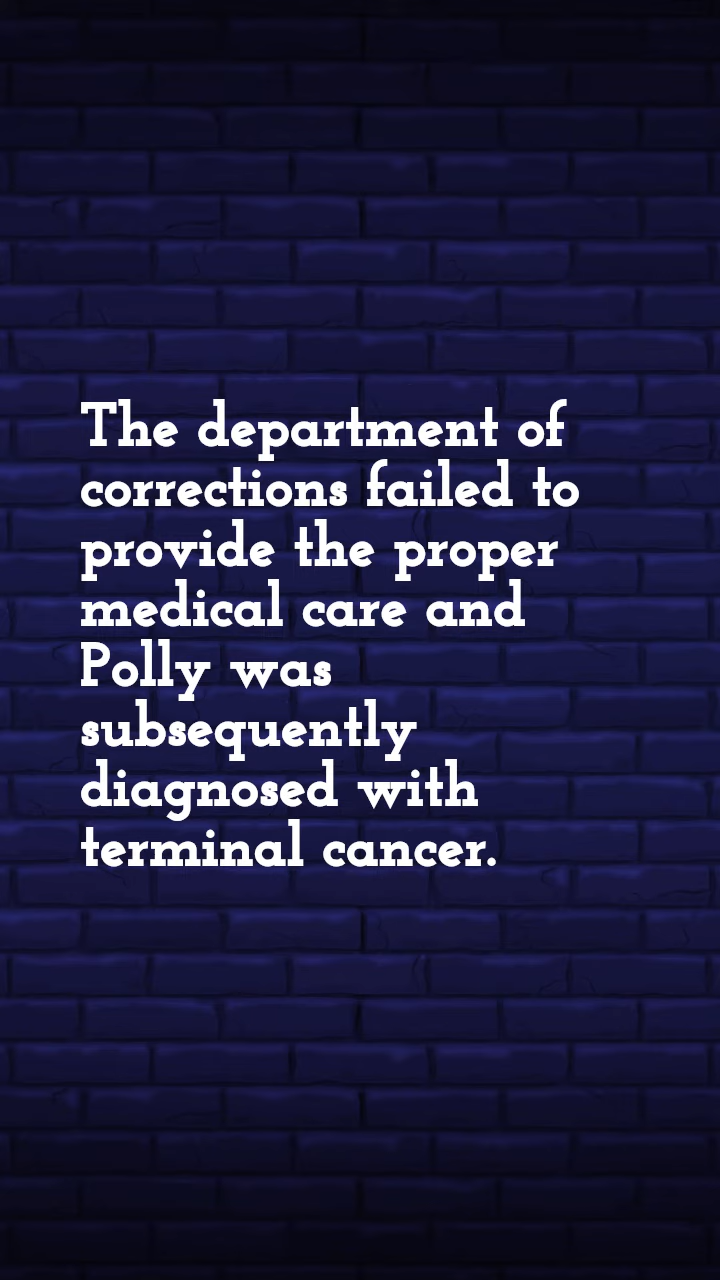 The department of
corrections failed to
provide the proper
medical care and
Polly was
subsequently
diagnosed with
terminal cancer.